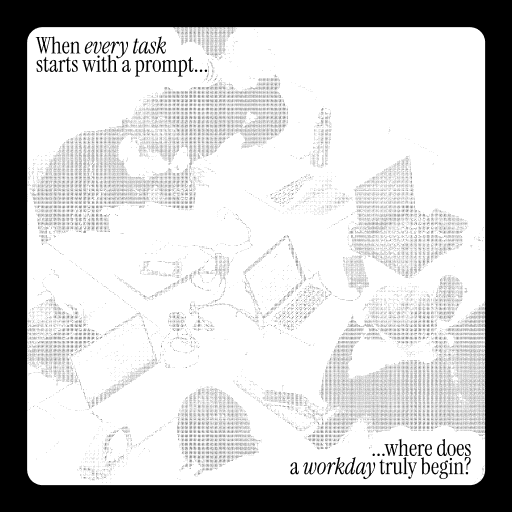 When every task
starts with a prompt...
...where does
a workday truly begin?